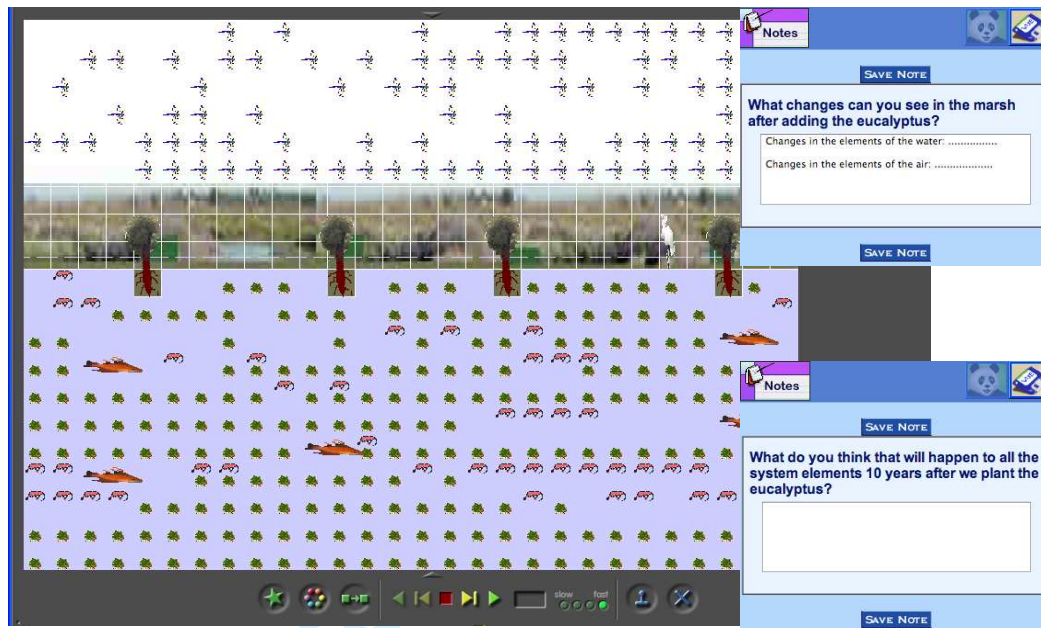 Notes
SAVE NOTE
What changes can you see in the marsh
after adding the eucalyptus?
Changes in the elements of the water: ................
Changes in the elements of the air: ...................
SAVE NOTE
Notes
SAVE NOTE
What do you think that will happen to all the
system elements 10 years after we plant the
eucalyptus?
SAVE NOTE
slow fast